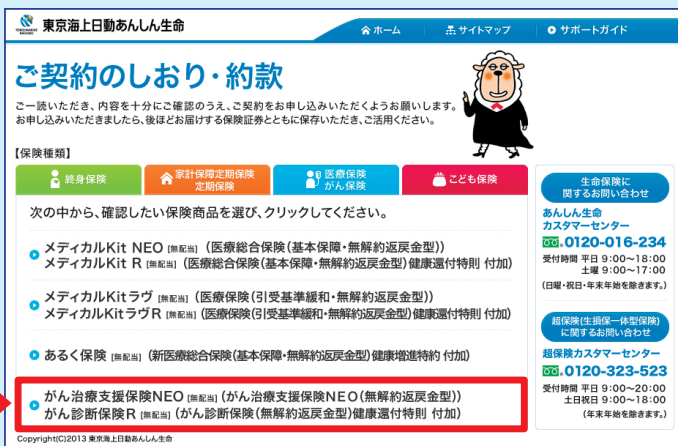 東京海上日動あんしん生命
ホーム
サイトマップ
サポートガイド
ご契約のしおり・約款
ご一読いただき、内容を十分にご確認のうえ、ご契約をお申し込みいただくようお願いします。
お申し込みいただきましたら、後ほどお届けする保険証券とともに保存いただき、ご活用ください。
【保険種類】
終身保険
家計保障定期保険
定期保険
医療保険
がん保険
こども保険
次の中から、確認したい保険商品を選び、クリックしてください。
メディカルKit NEO [無配当] (医療総合保険(基本保障・無解約返戻金型))
メディカルKit R [無配当] (医療総合保険(基本保障・無解約返戻金型)健康還付特則 付加)
メディカルKitラヴ [無配当] (医療保険(引受基準緩和・無解約返戻金型))
メディカルKitラヴR [無配当] (医療保険(引受基準緩和・無解約返戻金型)健康還付特則 付加)
あるく保険 [無配当] (新医療総合保険(基本保障・無解約返戻金型)健康増進特約 付加)
がん治療支援保険NEO [無配当] (がん治療支援保険NEO(無解約返戻金型))
がん診断保険R [無配当] (がん診断保険(無解約返戻金型)健康還付特則 付加)
生命保険に
関するお問い合わせ
あんしん生命
カスタマーセンター
0120-016-234
受付時間 平日 9:00~18:00
土曜 9:00~17:00
(日曜・祝日・年末年始を除きます。)
超保険(生損保一体型保険)
に関するお問い合わせ
超保険カスタマーセンター
0120-323-523
受付時間 平日 9:00~20:00
土日祝日 9:00~18:00
(年末年始を除きます。)
Copyright(C)2013 東京海上日動あんしん生命